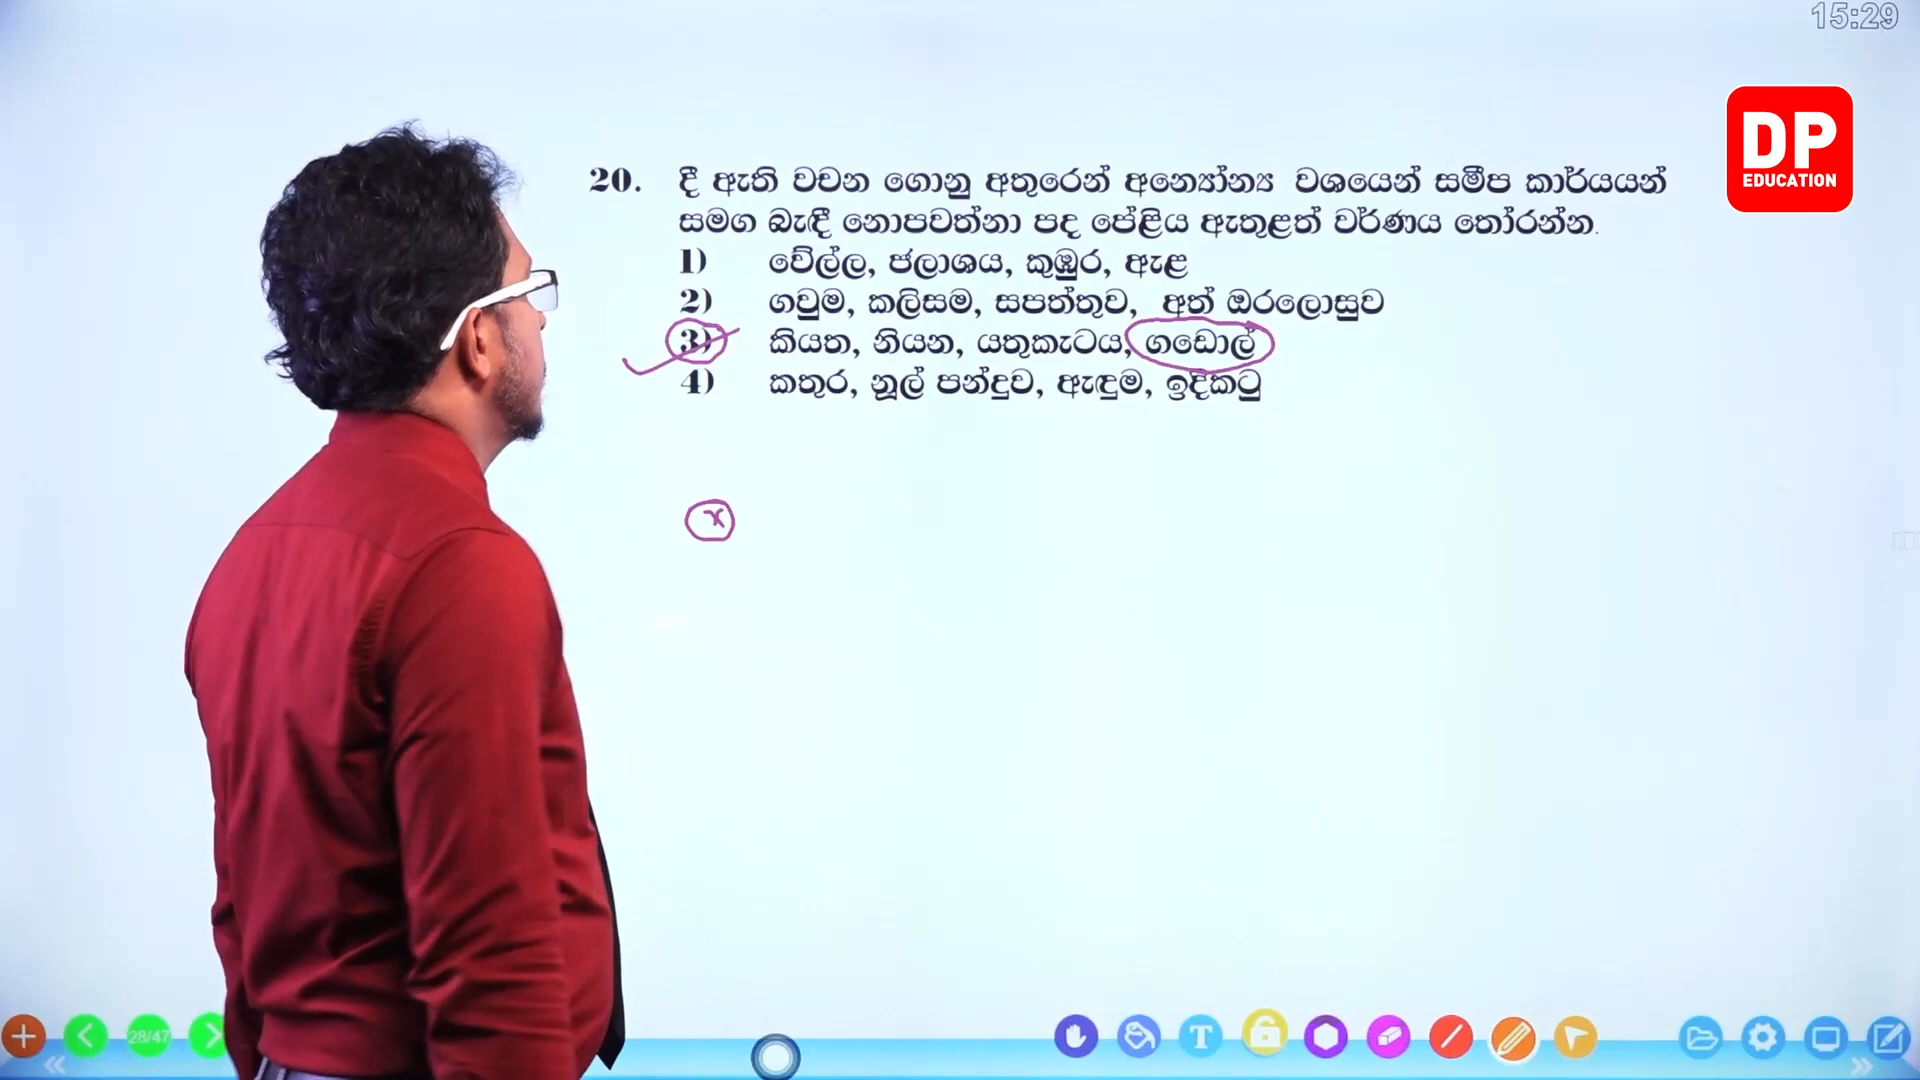 15:29
DP
EDUCATION
20. දී ඇති වචන ගොනු අතුරෙන් අන්‍යෝන්‍ය වශයෙන් සමීප කාර්යයන්
සමග බැඳී නොපවත්නා පද පේළිය ඇතුළත් වර්ණය තෝරන්න.
1) වේල්ල, ජලාශය, කුඹුර, ඇළ
2) ගවුම, කලිසම, සපත්තුව, අත් ඔරලොසුව
3) කියත, නියන, යතුකැටය, ගඩොල්
4) කතුර, නූල් පන්දුව, ඇඳුම, ඉදිකටු
x
28/47
T